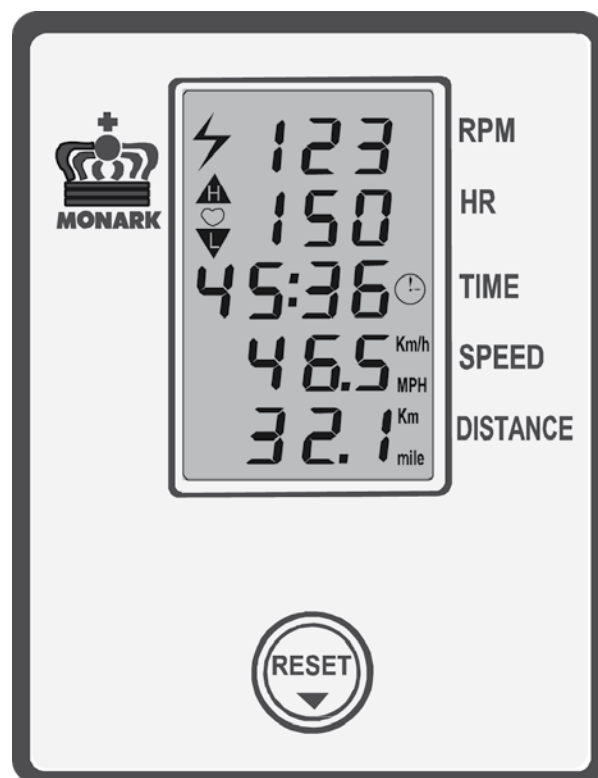 123 RPM
H
150 HR
L
45:36 TIME
46.5 Km/h MPH SPEED
32.1 Km mile DISTANCE
MONARK
RESET